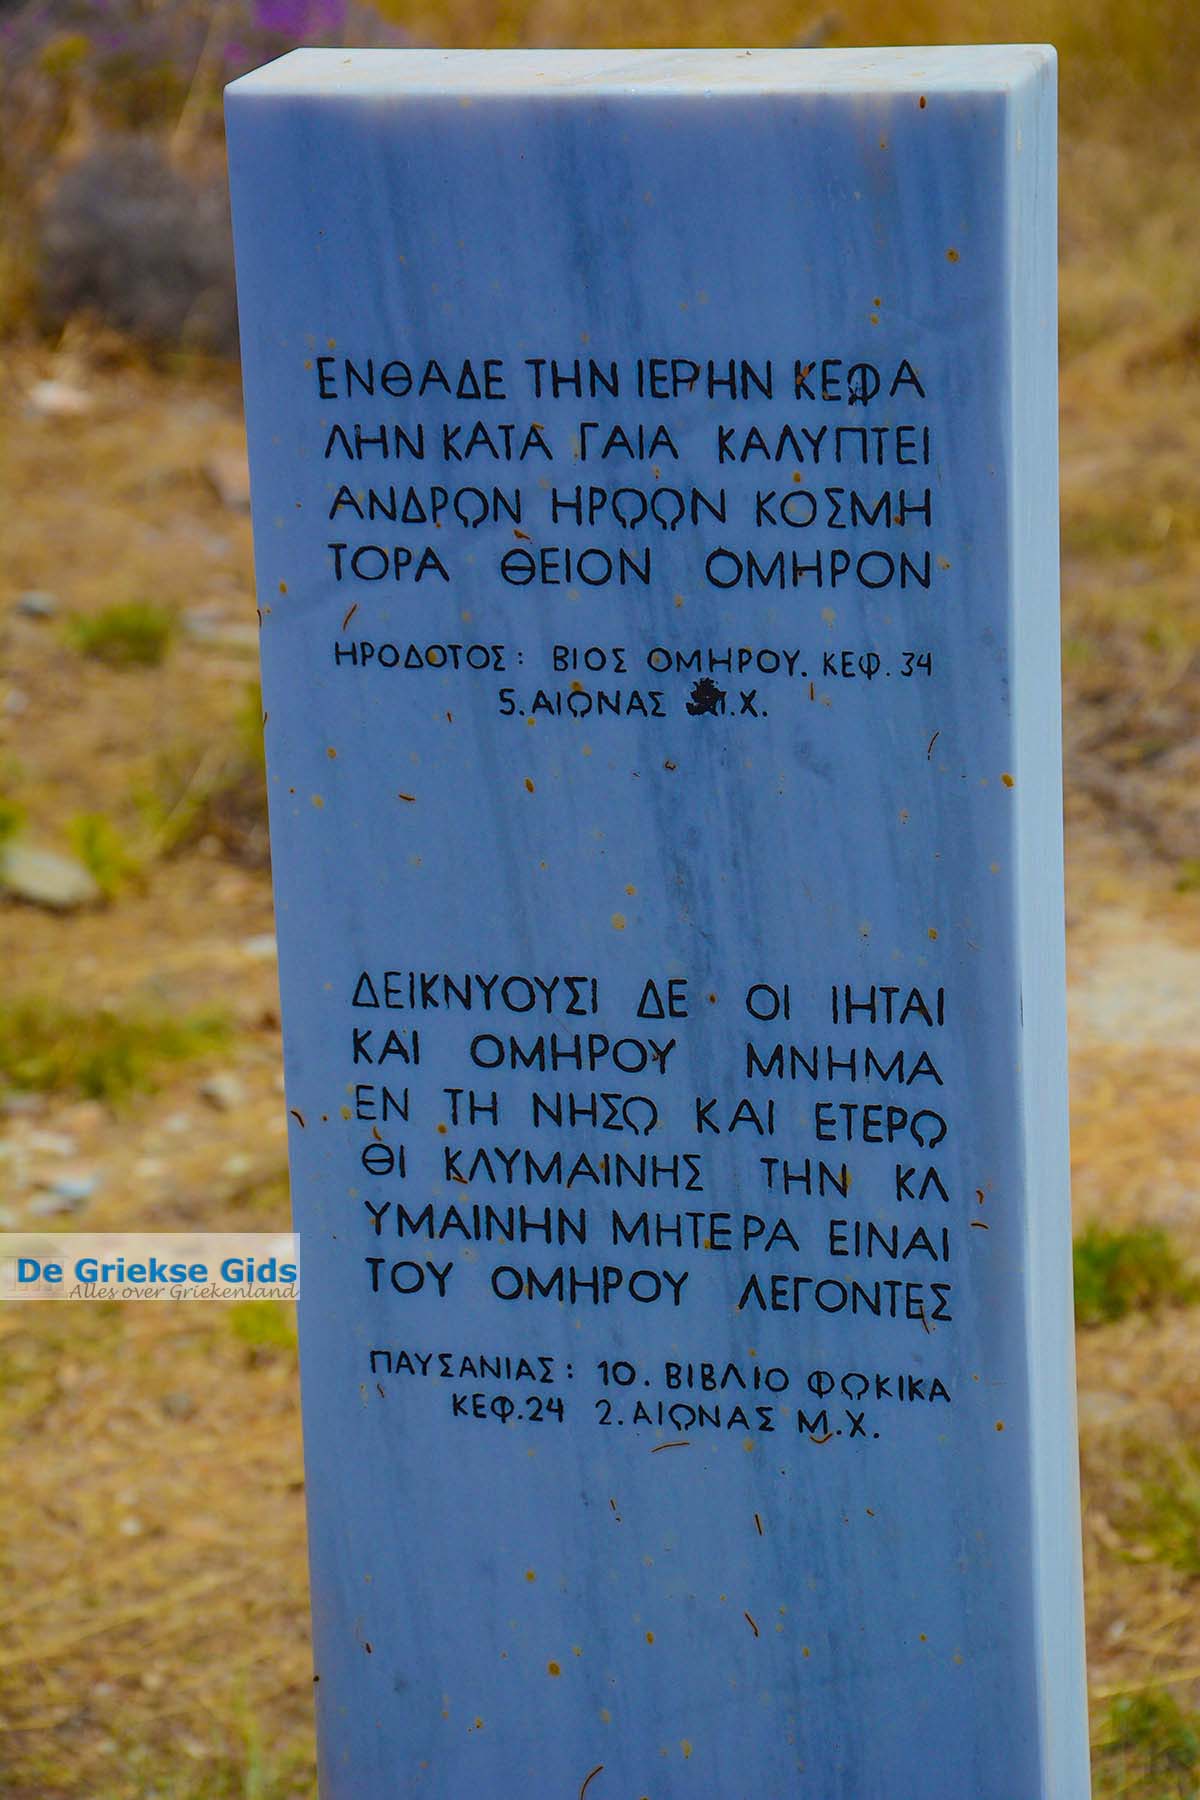 ΕΝΘΑΔΕ ΤΗΝ ΙΕΡΗΝ ΚΕΦΑ
ΛΗΝ ΚΑΤΑ ΓΑΙΑ ΚΑΛΥΠΤΕΙ
ΑΝΔΡΩΝ ΗΡΩΩΝ ΚΟΣΜΗ
ΤΟΡΑ ΘΕΙΟΝ ΟΜΗΡΟΝ
ΗΡΟΔΟΤΟΣ: ΒΙΟΣ ΟΜΗΡΟΥ. ΚΕΦ. 34
5. ΑΙΩΝΑΣ .Χ.
ΔΕΙΚΝΥΟΥΣΙ ΔΕ ΟΙ ΙΗΤΑΙ
ΚΑΙ ΟΜΗΡΟΥ ΜΝΗΜΑ
ΕΝ ΤΗ ΝΗΣΩ ΚΑΙ ΕΤΕΡΩ
ΘΙ ΚΛΥΜΑΙΝΗΣ ΤΗΝ ΚΛ
ΥΜΑΙΝΗΝ ΜΗΤΕΡΑ ΕΙΝΑΙ
ΤΟΥ ΟΜΗΡΟΥ ΛΕΓΟΝΤΕΣ
ΠΑΥΣΑΝΙΑΣ: 10. ΒΙΒΛΙΟ ΦΩΚΙΚΑ
ΚΕΦ.24 2. ΑΙΩΝΑΣ Μ.Χ.
De Griekse Gids
Alles over Griekenland